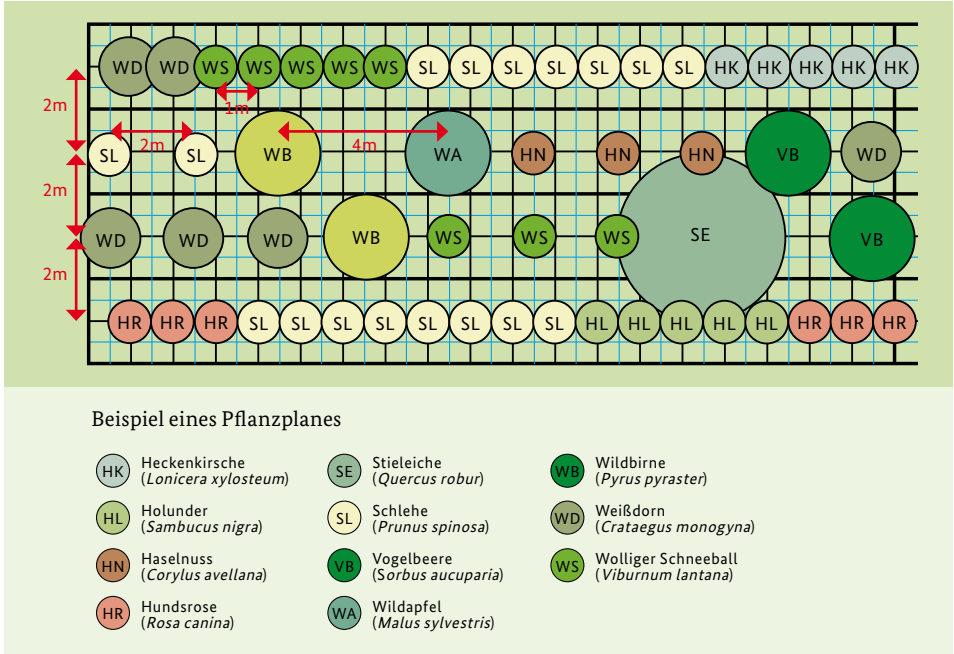 WD WD WS WS WS WS WS SL SL SL SL SL SL SL HK HK HK HK HK
2m 1m
SL 2m SL WB 4m WA HN HN HN VB WD
2m
WD WD WD WB WS WS WS SE VB
2m
HR HR HR SL SL SL SL SL SL SL SL HL HL HL HL HL HR HR HR
Beispiel eines Pflanzplanes
HK Heckenkirsche
(Lonicera xylosteum)
HL Holunder
(Sambucus nigra)
HN Haselnuss
(Corylus avellana)
HR Hundsrose
(Rosa canina)
SE Stieleiche
(Quercus robur)
SL Schlehe
(Prunus spinosa)
VB Vogelbeere
(Sorbus aucuparia)
WA Wildapfel
(Malus sylvestris)
WB Wildbirne
(Pyrus pyraster)
WD Weißdorn
(Crataegus monogyna)
WS Wolliger Schneeball
(Viburnum lantana)